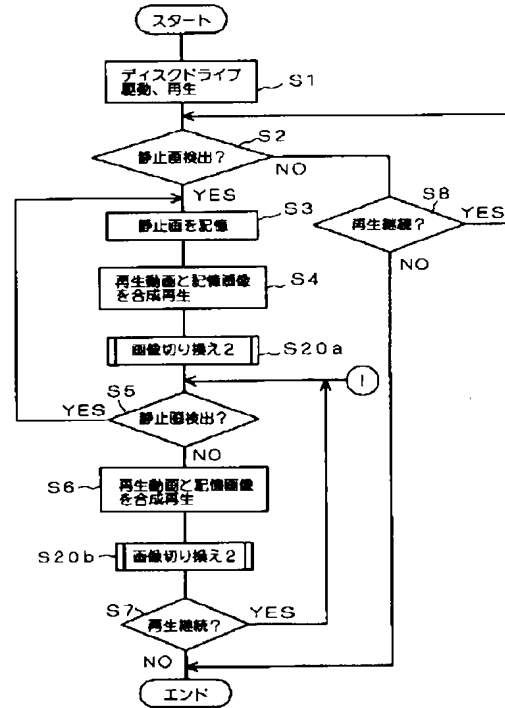 スタート
ディスクドライブ
駆動、再生
S1
S2
静止画検出?
NO
YES
S8
再生継続?
YES
NO
静止画を記憶
S3
再生動画と記憶画像
を合成再生
S4
画像切り換え2
S20a
1
S5
YES
静止画検出?
NO
S6
再生動画と記憶画像
を合成再生
S20b
画像切り換え2
S7
再生継続?
YES
NO
エンド